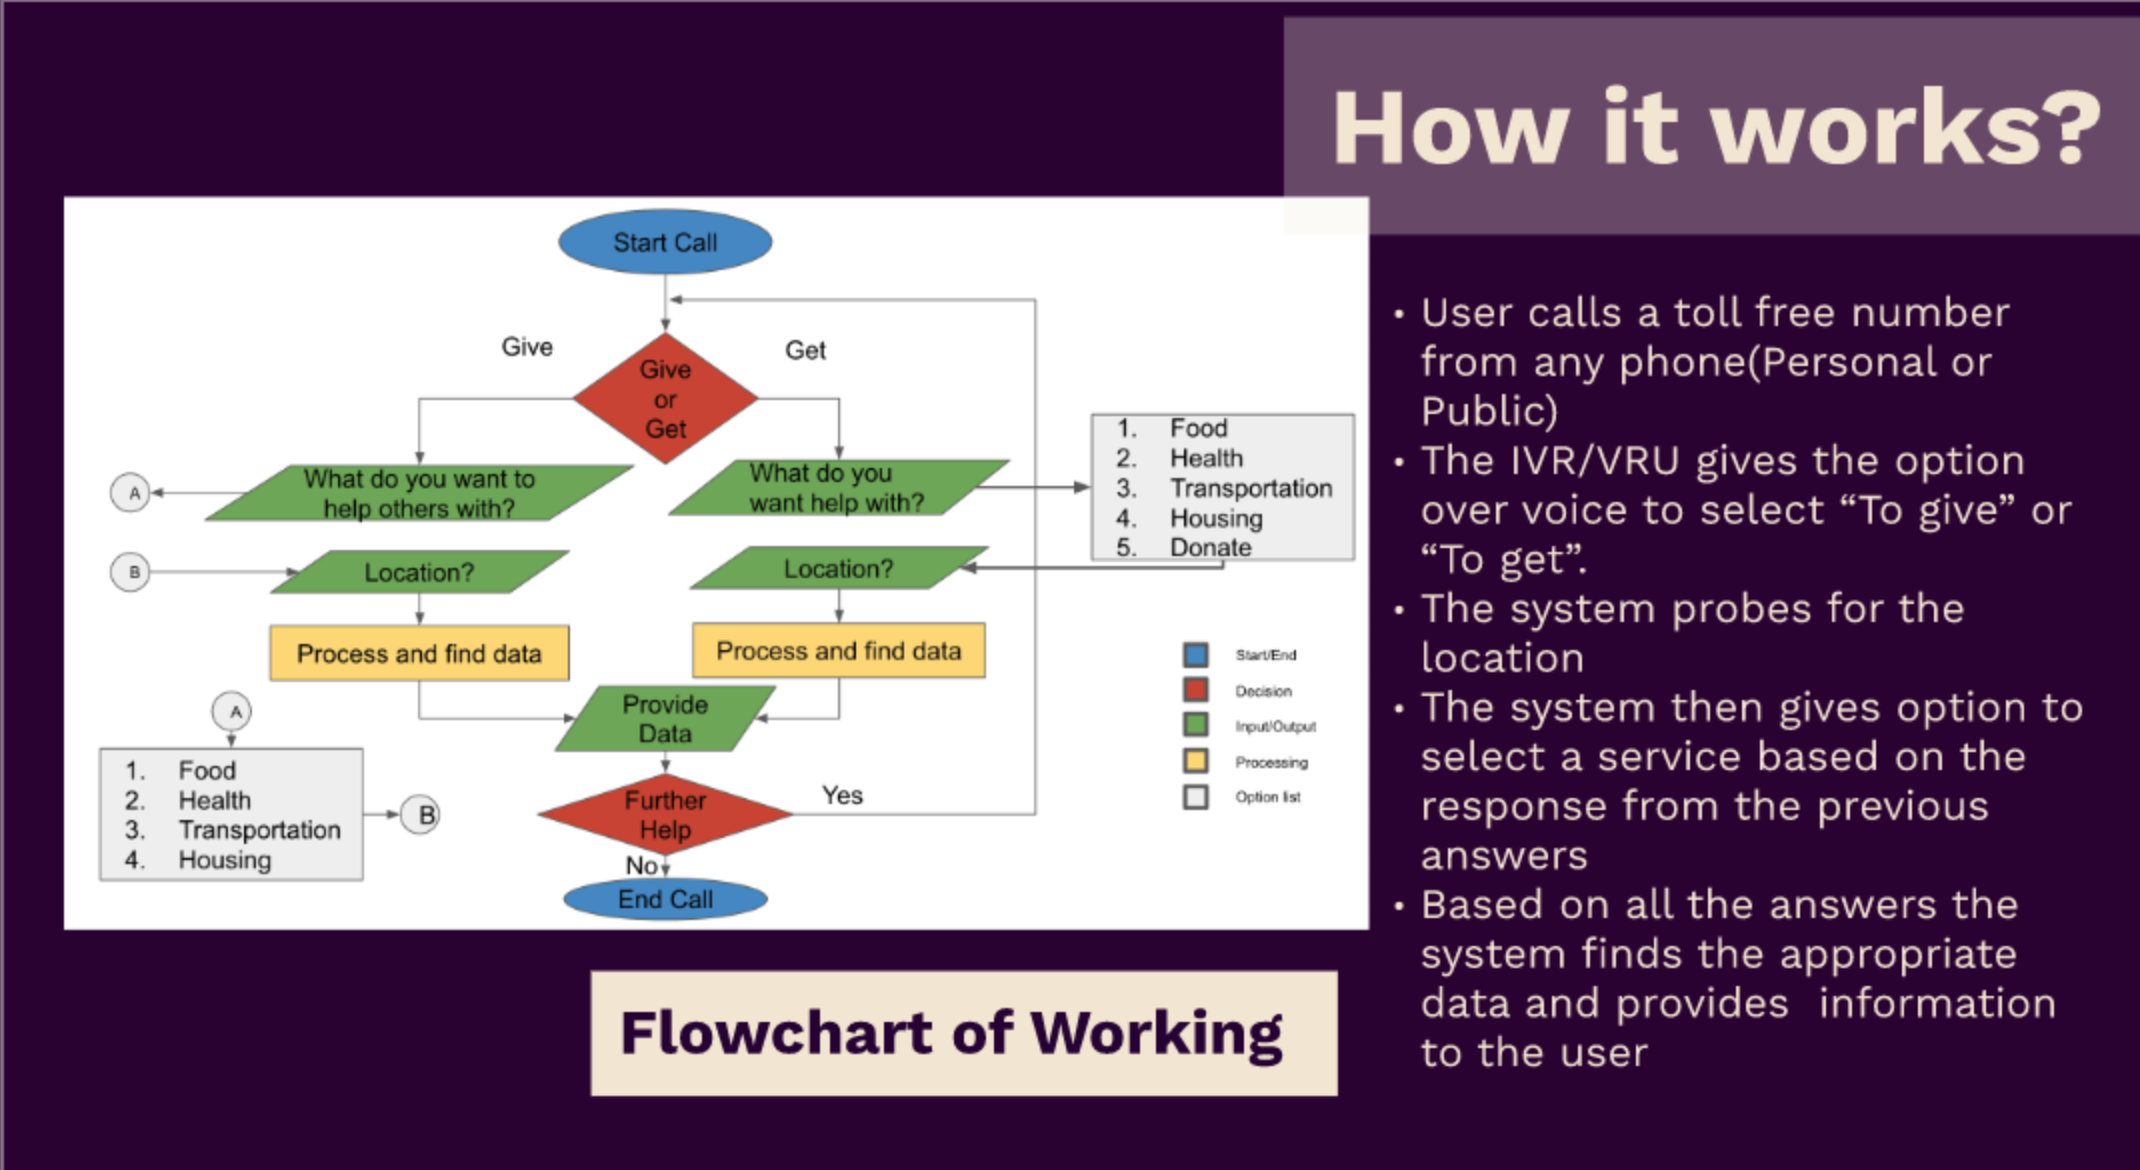 How it works?
Start Call
Give
Get
Give
or
Get
What do you want to
help others with?
What do you
want help with?
A
1. Food
2. Health
3. Transportation
4. Housing
5. Donate
B
Location?
Location?
Process and find data
Process and find data
Provide
Data
A
1. Food
2. Health
3. Transportation
4. Housing
B
Further
Help
Yes
No
End Call
Start/End
Decision
Input/Output
Processing
Option list
Flowchart of Working
• User calls a toll free number
from any phone(Personal or
Public)
• The IVR/VRU gives the option
over voice to select “To give” or
“To get”.
• The system probes for the
location
• The system then gives option to
select a service based on the
response from the previous
answers
• Based on all the answers the
system finds the appropriate
data and provides  information
to the user